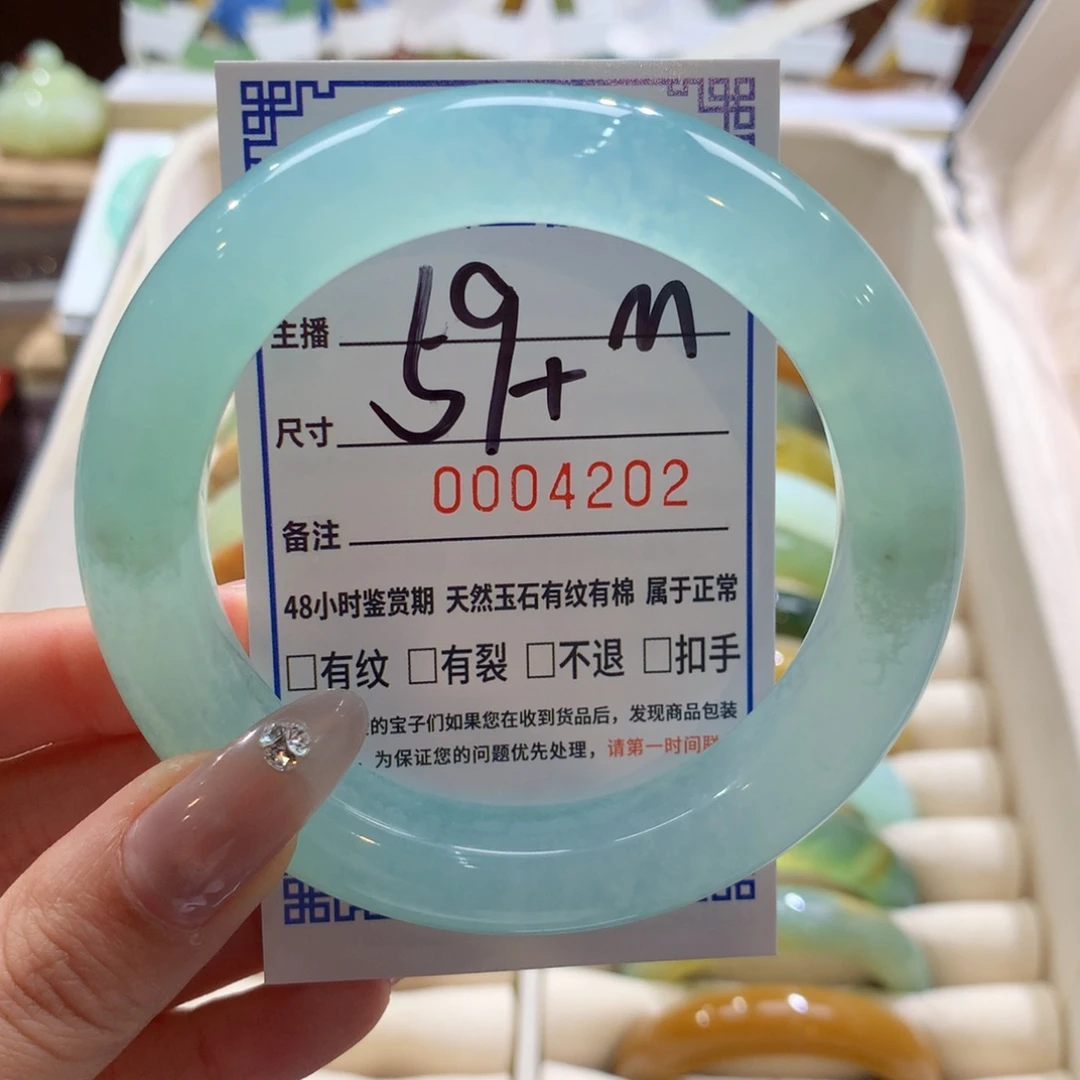 主播 59+ M
尺寸
0004202
备注
48小时鉴赏期 天然玉石有纹有棉 属于正常
□有纹 □有裂 □不退 □扣手
的宝子们如果您在收到货品后，发现商品包装
、为保证您的问题优先处理，请第一时间联